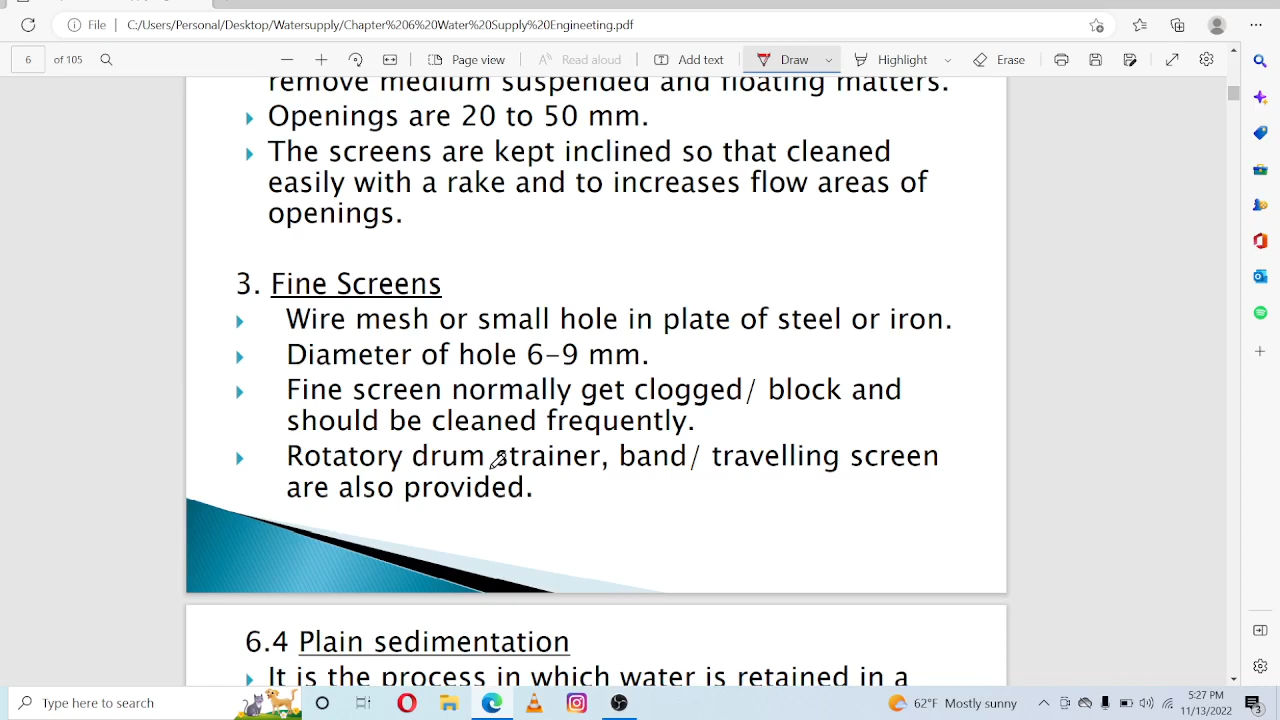 File
C:/Users/Personal/Desktop/Watersupply/Chapter%206%20Water%20Supply%20Engineeting.pdf
6 of 105
Page view
Read aloud
Add text
Draw
Highlight
Erase
remove medium suspended and floating matters.
Openings are 20 to 50 mm.
The screens are kept inclined so that cleaned
easily with a rake and to increases flow areas of
openings.
3. Fine Screens
Wire mesh or small hole in plate of steel or iron.
Diameter of hole 6-9 mm.
Fine screen normally get clogged/ block and
should be cleaned frequently.
Rotatory drum strainer, band/ travelling screen
are also provided.
6.4 Plain sedimentation
It is the process in which water is retained in a
Type here to search
62°F Mostly sunny
5:27 PM
11/13/2022
3